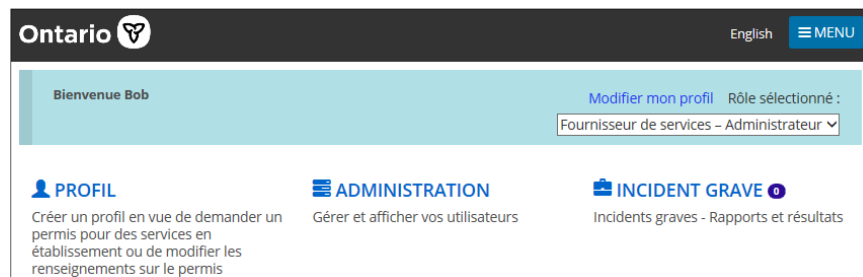 Ontario
English
MENU
Bienvenue Bob
Modifier mon profil Rôle sélectionné :
Fournisseur de services – Administrateur
PROFIL
Créer un profil en vue de demander un
permis pour des services en
établissement ou de modifier les
renseignements sur le permis
ADMINISTRATION
Gérer et afficher vos utilisateurs
INCIDENT GRAVE 0
Incidents graves - Rapports et résultats